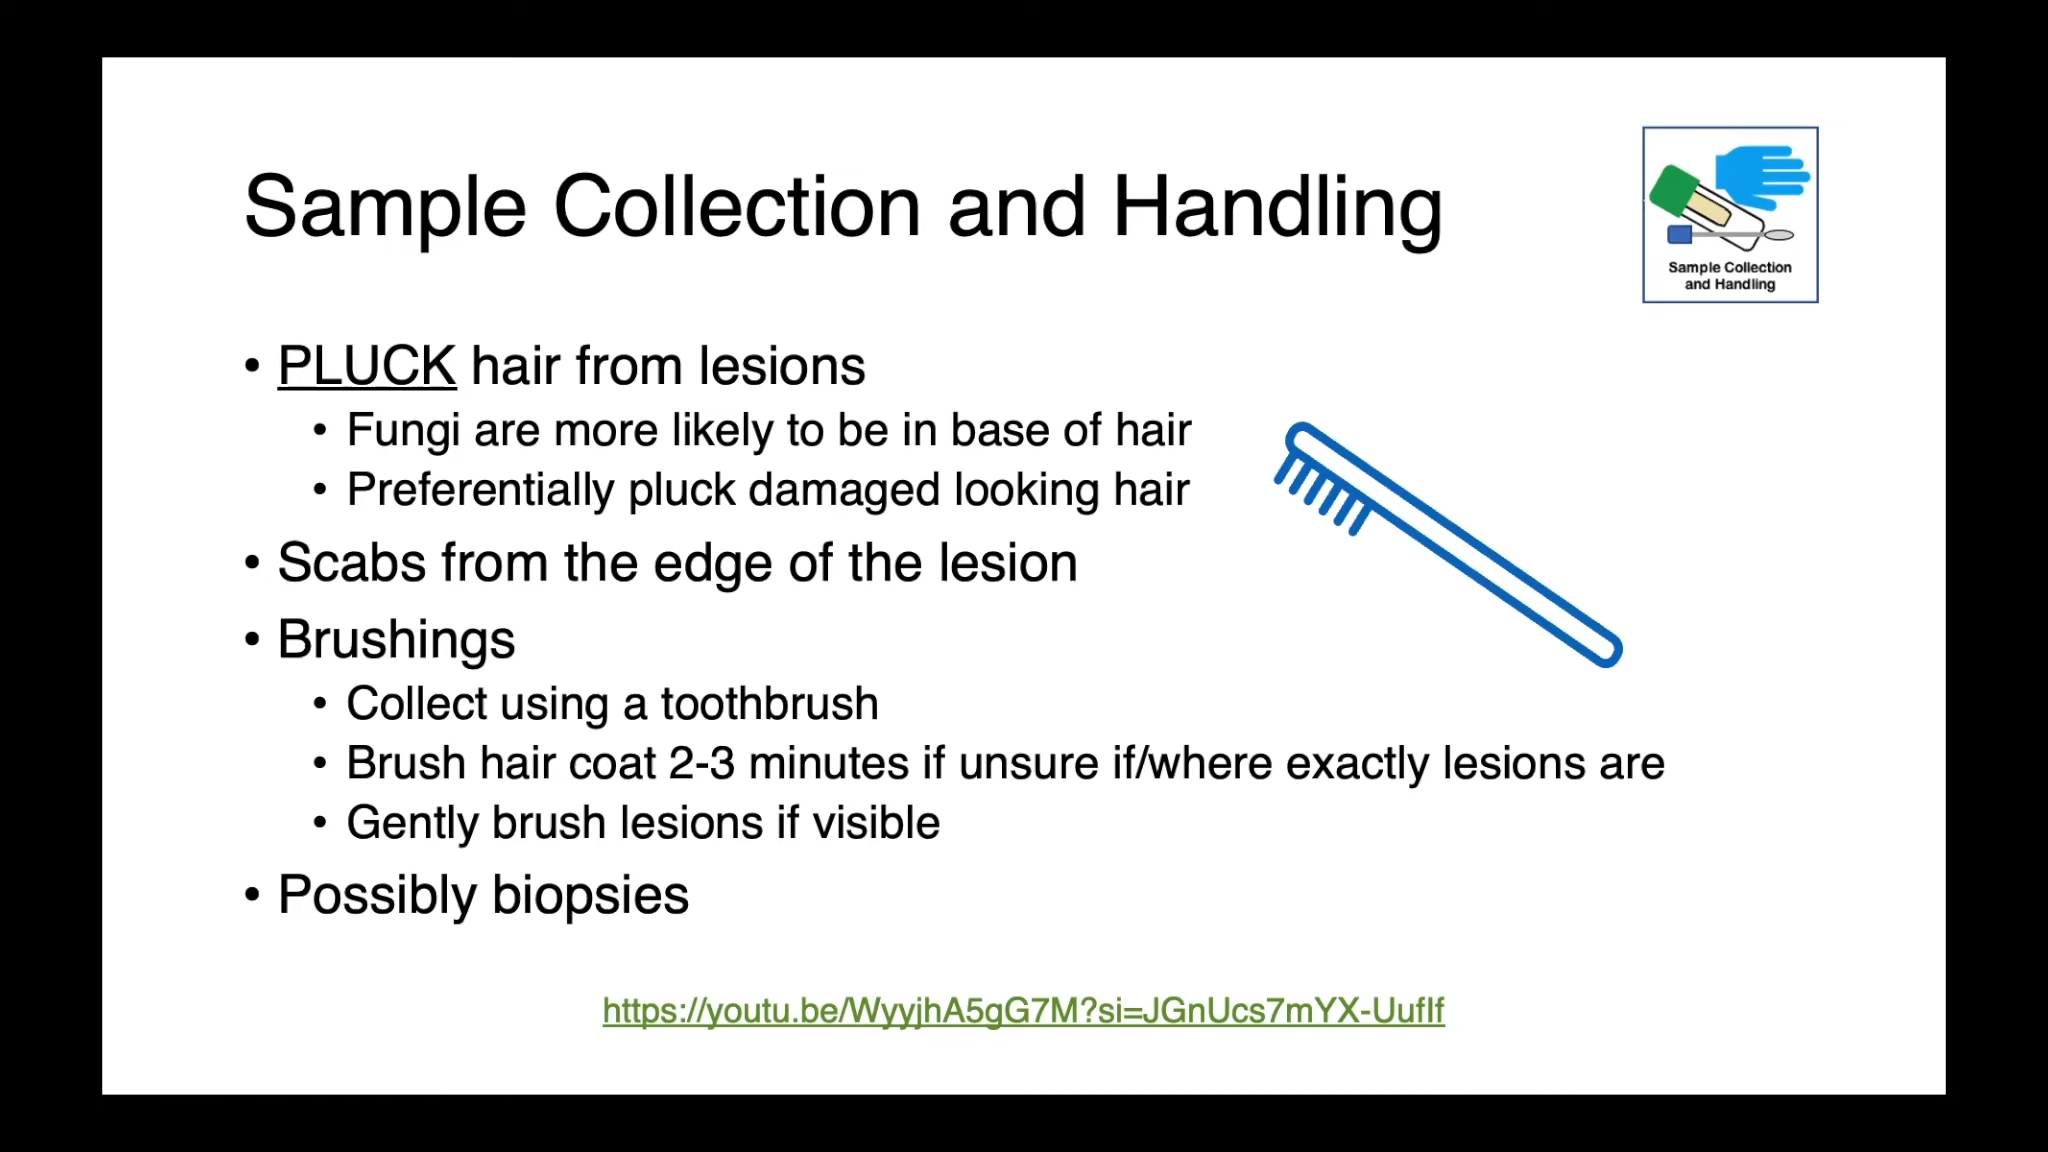 Sample Collection and Handling
Sample Collection
and Handling
• PLUCK hair from lesions
• Fungi are more likely to be in base of hair
• Preferentially pluck damaged looking hair
• Scabs from the edge of the lesion
• Brushings
• Collect using a toothbrush
• Brush hair coat 2-3 minutes if unsure if/where exactly lesions are
• Gently brush lesions if visible
• Possibly biopsies
https://youtu.be/WyyjhA5gG7M?si=JGnUcs7mYX-UufIf